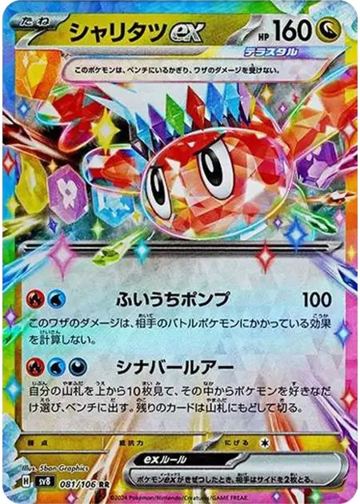 たね
シャリタツex
HP 160
テラスタル
このポケモンは、ベンチにいるかぎり、ワザのダメージを受けない。
ふいうちポンプ 100
このワザのダメージは、相手のバトルポケモンにかかっている効果
を計算しない。
シナバールアー
自分の山札を上から10枚見て、その中からポケモンを好きなだけ
選び、ベンチに出す。残りのカードは山札にもどして切る。
弱点 抵抗力 にげる
Illus. 5ban Graphics
H sv8 081/106 RR
exルール
ポケモンexがきぜつしたとき、相手はサイドを2枚とる。
©2024 Pokémon/Nintendo/Creatures/GAME FREAK.